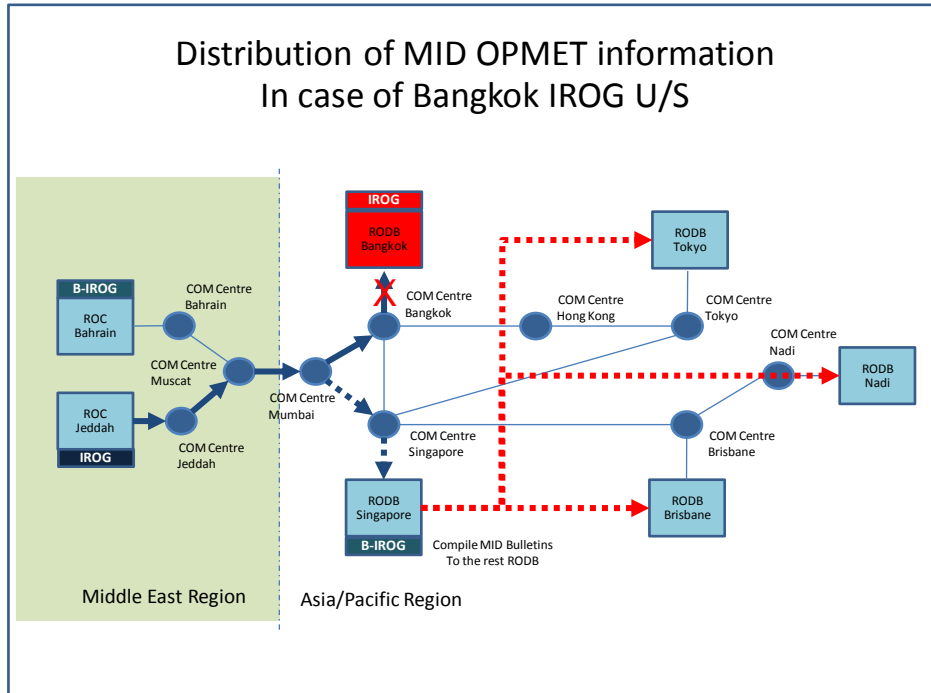 Distribution of MID OPMET information
In case of Bangkok IROG U/S
IROG
RODB
Bangkok
RODB
Tokyo
B-IROG
ROC
Bahrain
COM Centre
Bahrain
COM Centre
Bangkok
COM Centre
Hong Kong
COM Centre
Tokyo
COM Centre
Nadi
RODB
Nadi
COM Centre
Muscat
COM Centre
Mumbai
ROC
Jeddah
IROG
COM Centre
Jeddah
COM Centre
Singapore
COM Centre
Brisbane
RODB
Singapore
B-IROG
RODB
Brisbane
Compile MID Bulletins
To the rest RODB
Middle East Region
Asia/Pacific Region
X